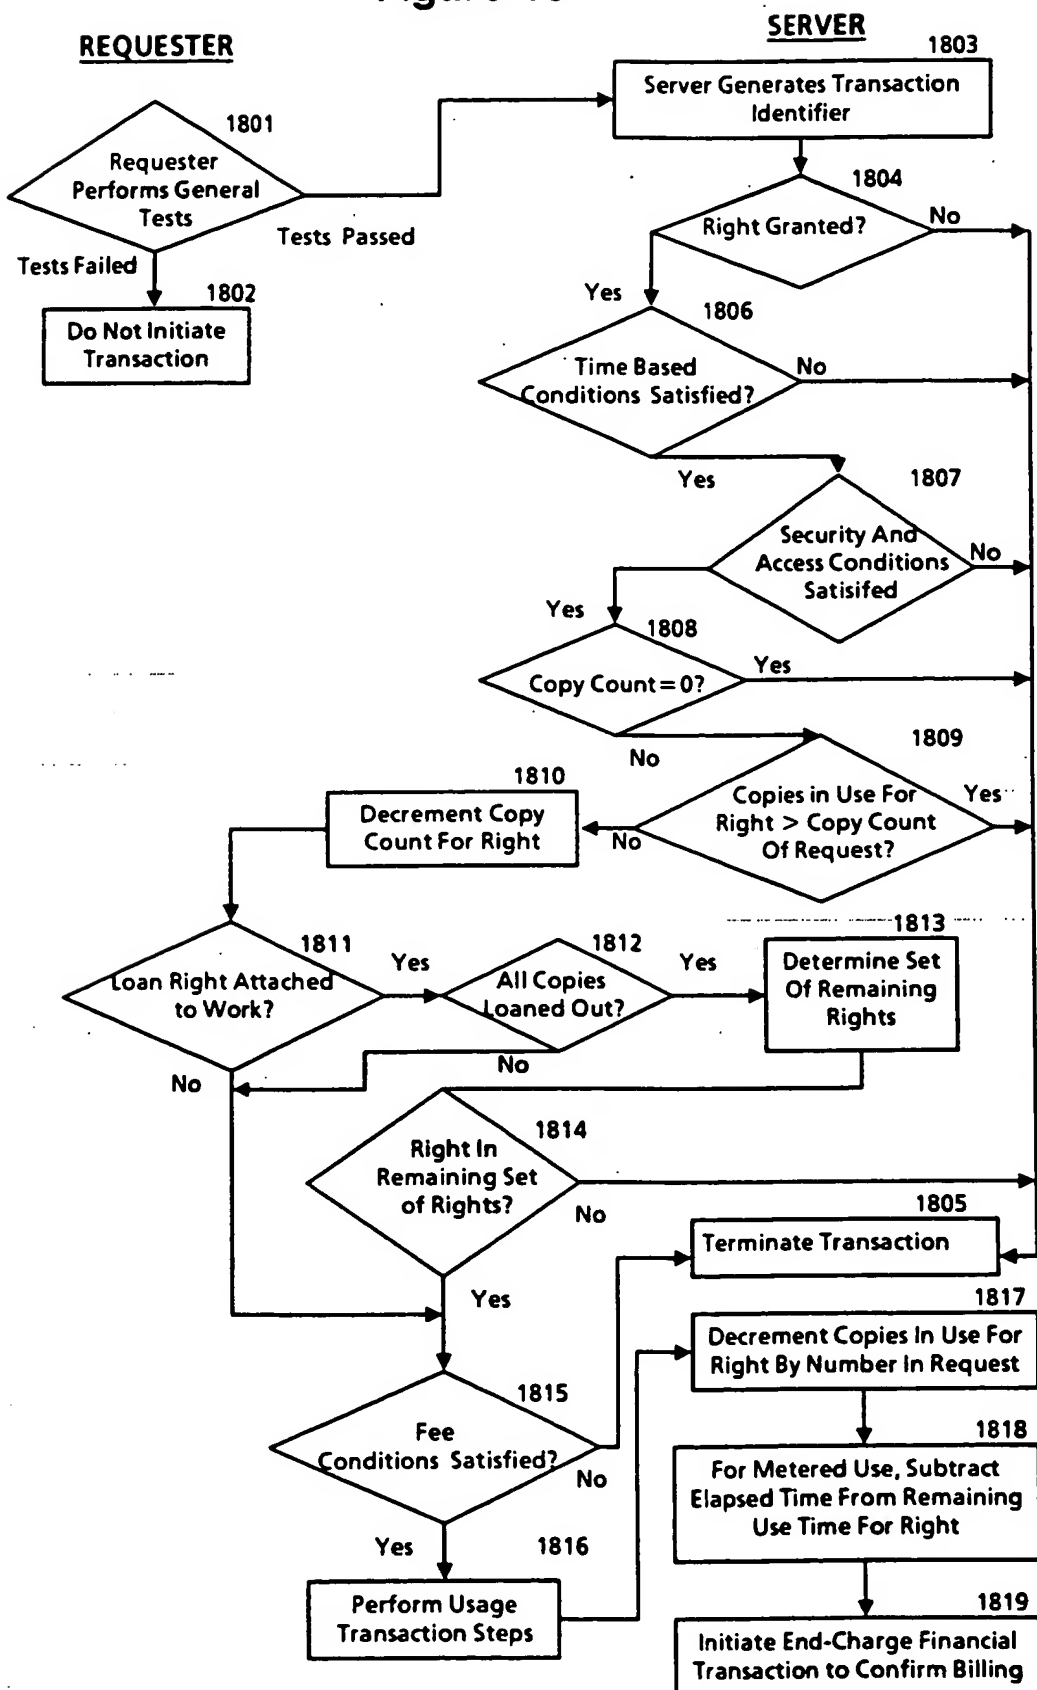 REQUESTER
SERVER
1801
Requester
Performs General
Tests
Tests Passed
Tests Failed
1802
Do Not Initiate
Transaction
1803
Server Generates Transaction
Identifier
1804
Right Granted?
No
Yes
1806
Time Based
Conditions Satisfied?
No
Yes
1807
Security And
Access Conditions
Satisifed
No
Yes
1808
Copy Count = 0?
Yes
No
1809
Copies in Use For
Right > Copy Count
Of Request?
Yes
No
1810
Decrement Copy
Count For Right
1811
Loan Right Attached
to Work?
Yes
No
1812
All Copies
Loaned Out?
Yes
No
1813
Determine Set
Of Remaining
Rights
1814
Right In
Remaining Set
of Rights?
No
Yes
1805
Terminate Transaction
1815
Fee
Conditions Satisfied?
No
Yes
1816
Perform Usage
Transaction Steps
1817
Decrement Copies In Use For
Right By Number In Request
1818
For Metered Use, Subtract
Elapsed Time From Remaining
Use Time For Right
1819
Initiate End-Charge Financial
Transaction to Confirm Billing